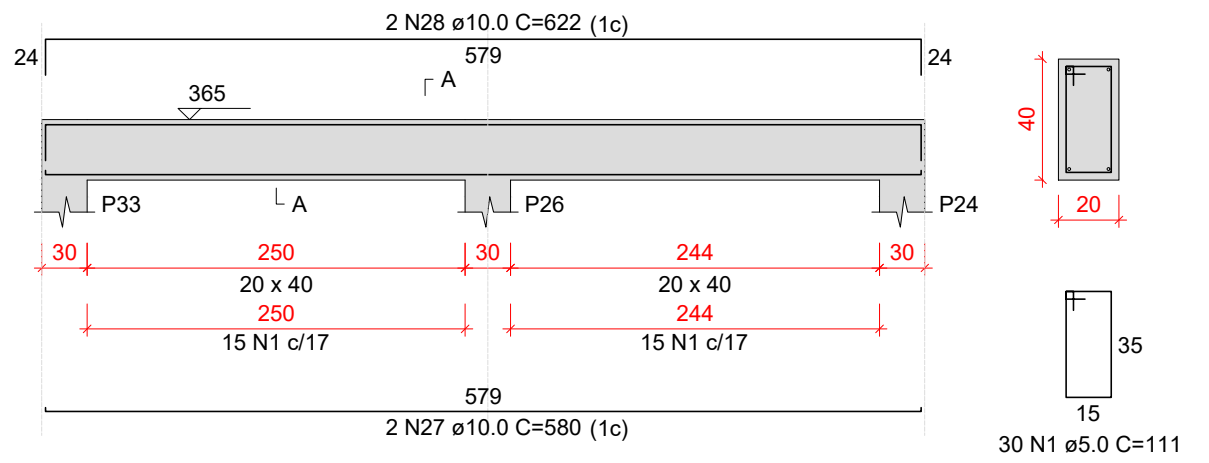 2 N28 ø10.0 C=622 (1c)
24 579 24
A
365
40
A
P33 P26 P24
20
30 250 30 244 30
20 x 40 20 x 40
250 244
15 N1 c/17 15 N1 c/17
35
579
15
2 N27 ø10.0 C=580 (1c)
30 N1 ø5.0 C=111